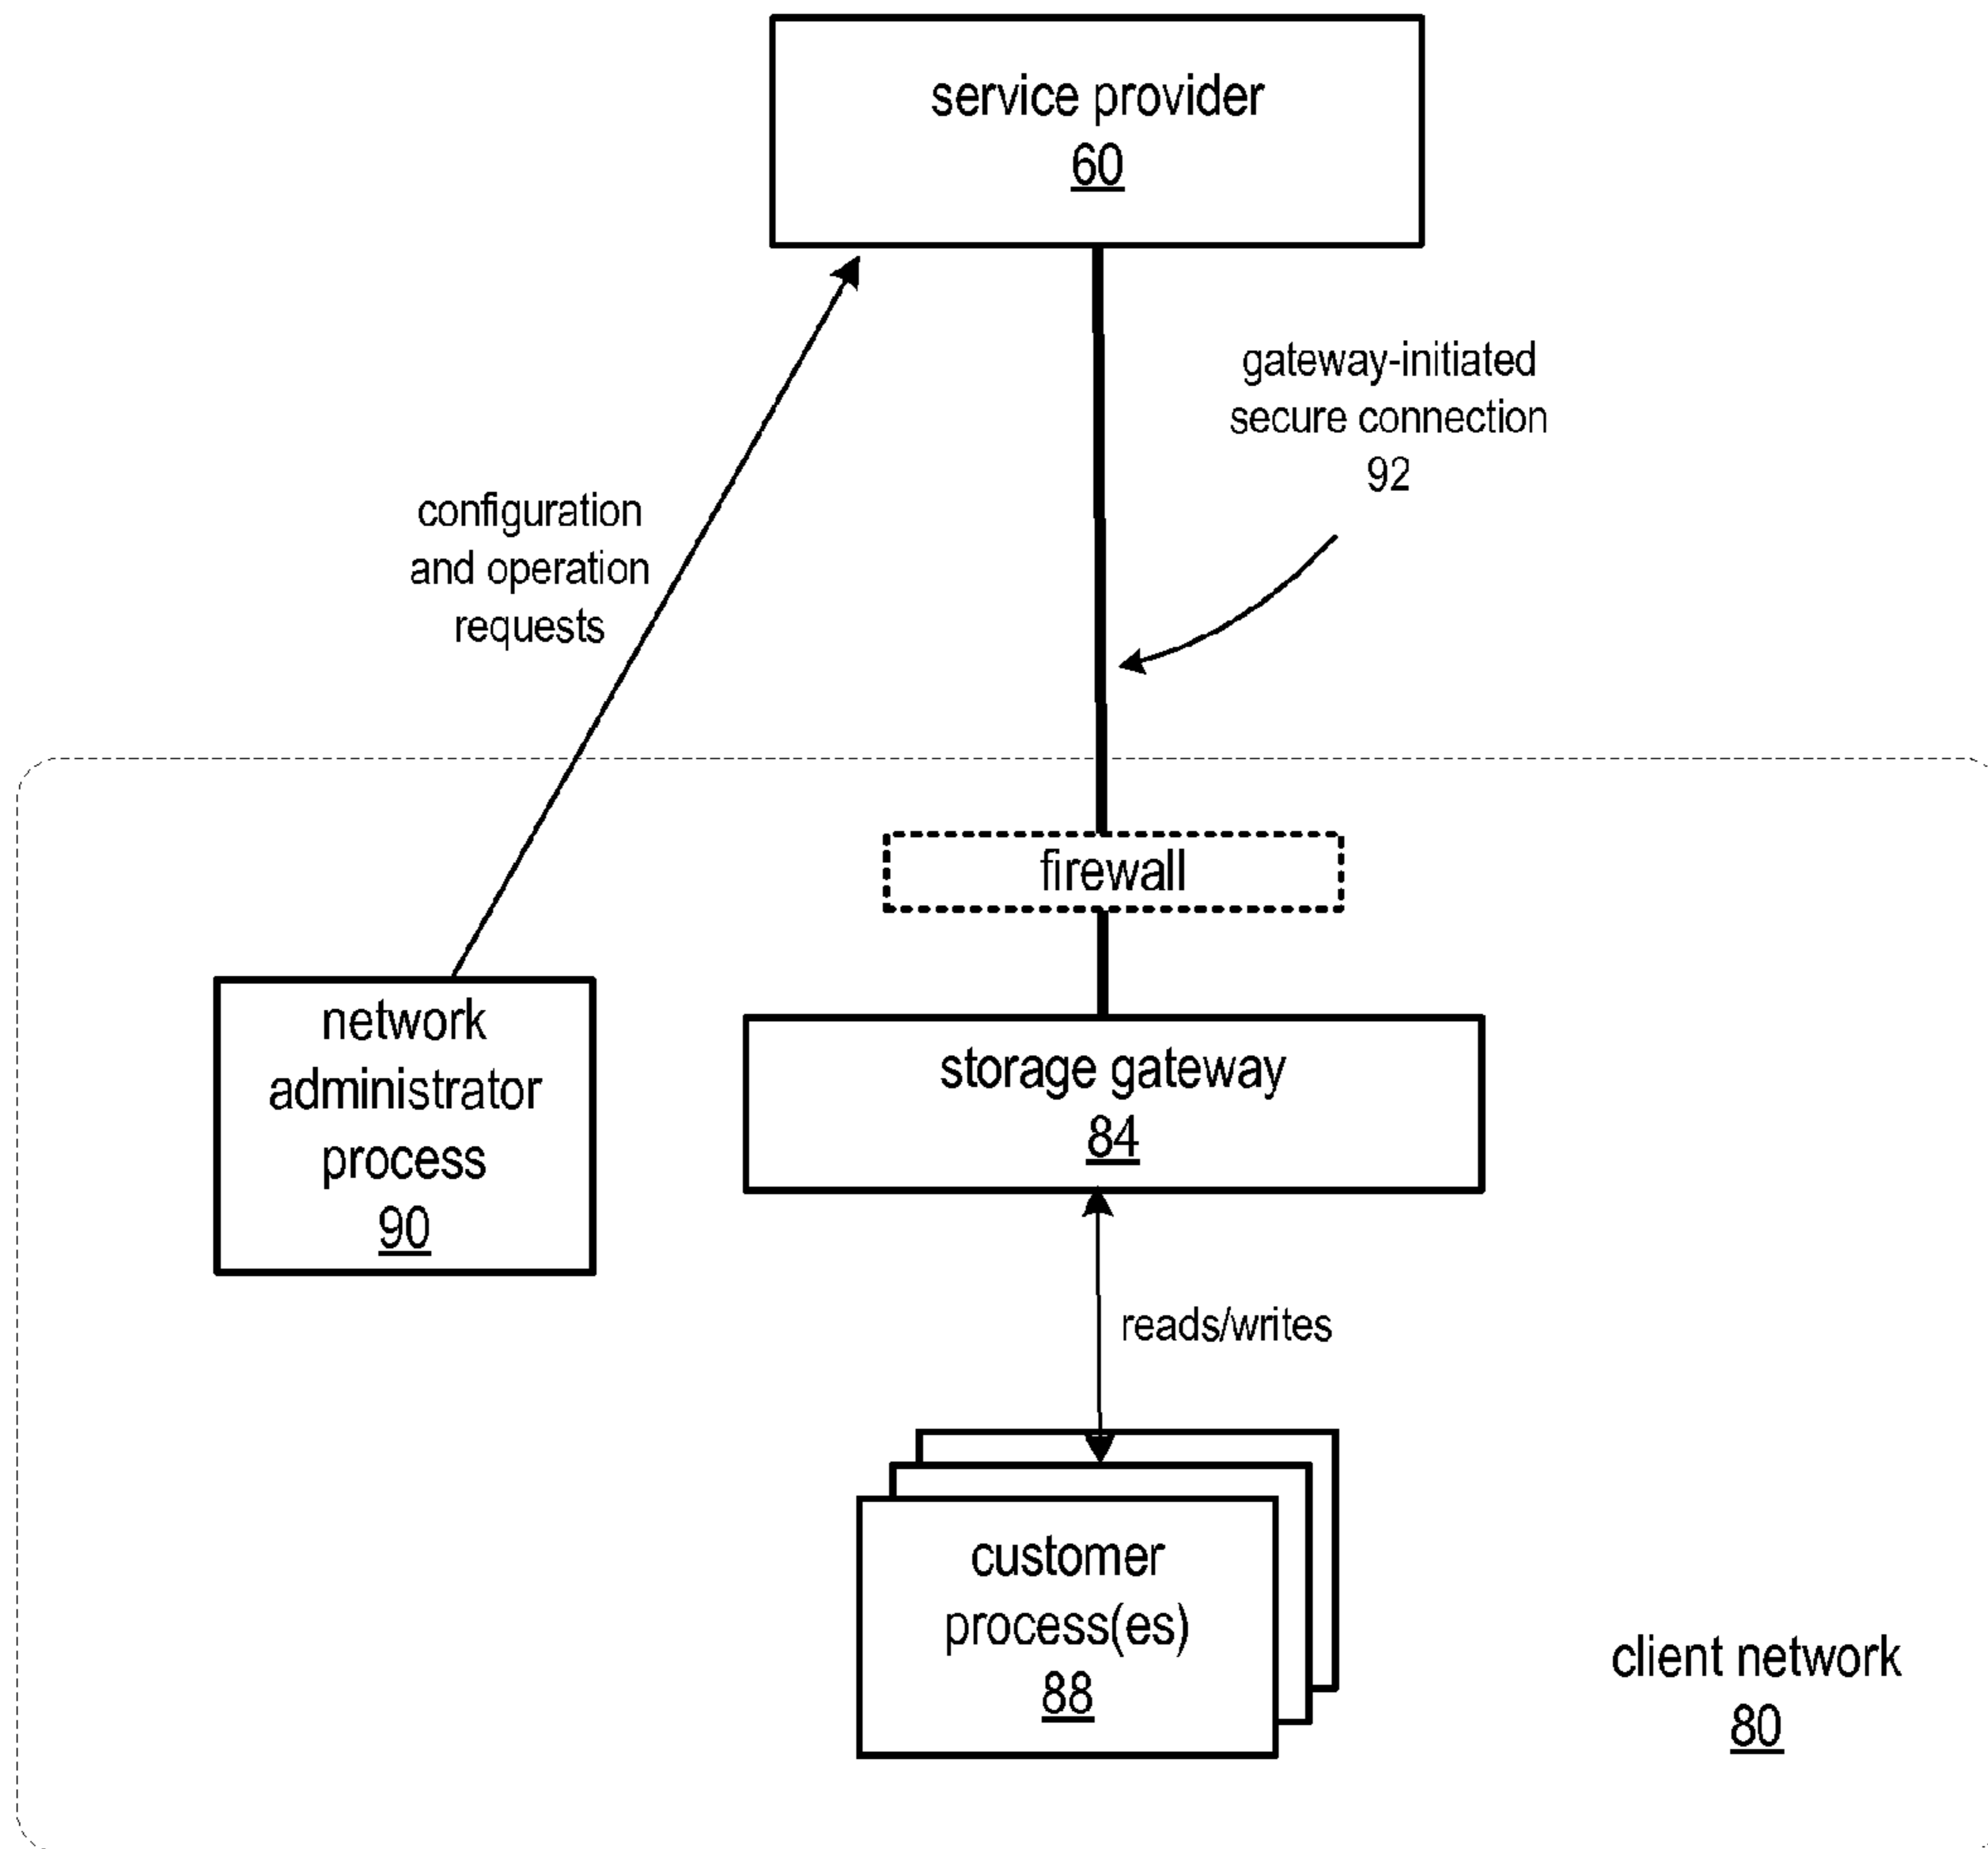 service provider
60
gateway-initiated
secure connection
92
configuration
and operation
requests
firewall
network
administrator
process
90
storage gateway
84
reads/writes
customer
process(es)
88
client network
80